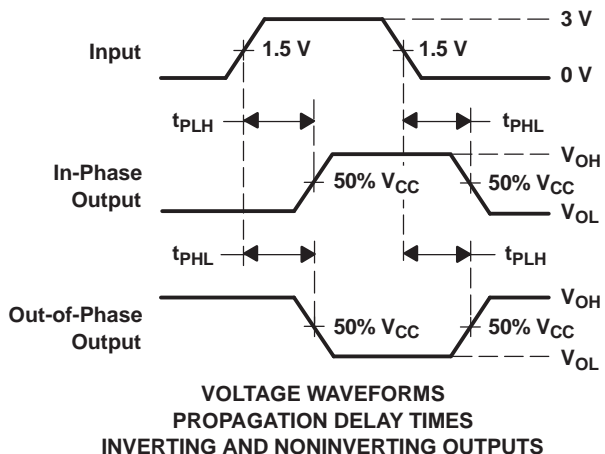 3 V
Input
1.5 V
1.5 V
0 V
tPLH
tPHL
In-Phase
Output
VOH
50% VCC
50% VCC
VOL
tPHL
tPLH
Out-of-Phase
Output
VOH
50% VCC
50% VCC
VOL
VOLTAGE WAVEFORMS
PROPAGATION DELAY TIMES
INVERTING AND NONINVERTING OUTPUTS